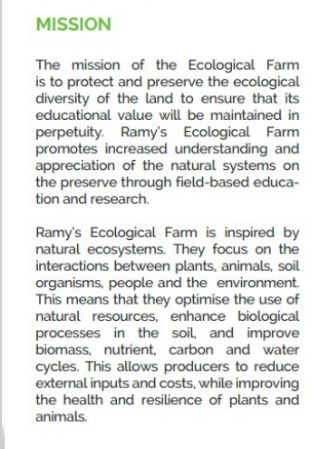 MISSION
The mission of the Ecological Farm
is to protect and preserve the ecological
diversity of the land to ensure that its
educational value will be maintained in
perpetuity. Ramy's Ecological Farm
promotes increased understanding and
appreciation of the natural systems on
the preserve through field-based educa-
tion and research.
Ramy's Ecological Farm is inspired by
natural ecosystems. They focus on the
interactions between plants, animals, soil
organisms, people and the environment.
This means that they optimise the use of
natural resources, enhance biological
processes in the soil, and improve
biomass, nutrient, carbon and water
cycles. This allows producers to reduce
external inputs and costs, while improving
the health and resilience of plants and
animals.